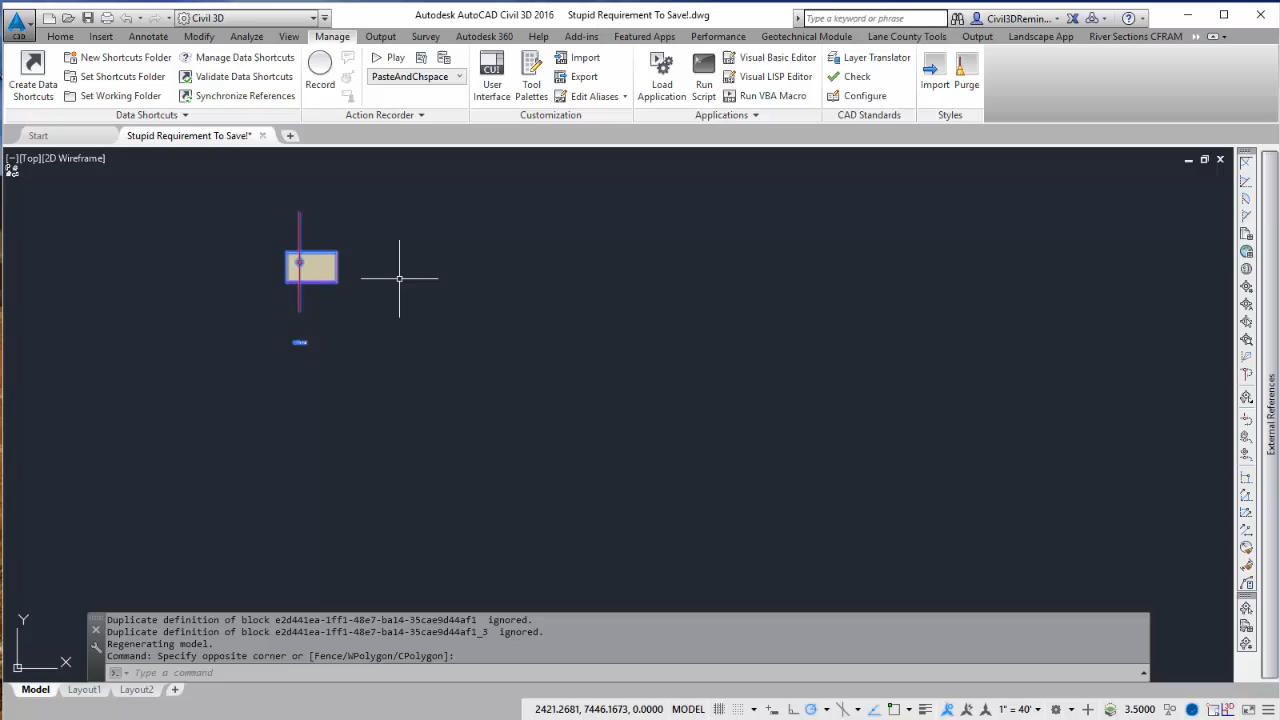 Civil 3D
Autodesk AutoCAD Civil 3D 2016 Stupid Requirement To Save!.dwg
Type a keyword or phrase
Civil3DRemin...
C3D
Home Insert Annotate Modify Analyze View Manage Output Survey Autodesk 360 Help Add-ins Featured Apps Performance Geotechnical Module Lane County Tools Output Landscape App River Sections CFRAM
Create Data
Shortcuts
New Shortcuts Folder
Set Shortcuts Folder
Set Working Folder
Manage Data Shortcuts
Validate Data Shortcuts
Synchronize References
Data Shortcuts
Record
Play
PasteAndChspace
Action Recorder
CUI
User
Interface
Tool
Palettes
Import
Export
Edit Aliases
Customization
Load
Application
Run
Script
Visual Basic Editor
Visual LISP Editor
Run VBA Macro
Applications
Layer Translator
Check
Configure
CAD Standards
Import
Purge
Styles
Start
Stupid Requirement To Save!*
[−][Top][2D Wireframe]
External References
Y
X
Duplicate definition of block e2d441ea-1ff1-48e7-ba14-35cae9d44af1 ignored.
Duplicate definition of block e2d441ea-1ff1-48e7-ba14-35cae9d44af1_3 ignored.
Regenerating model.
Command: Specify opposite corner or [Fence/WPolygon/CPolygon]:
Type a command
Model Layout1 Layout2
2421.2681, 7446.1673, 0.0000 MODEL 1" = 40' 3.5000